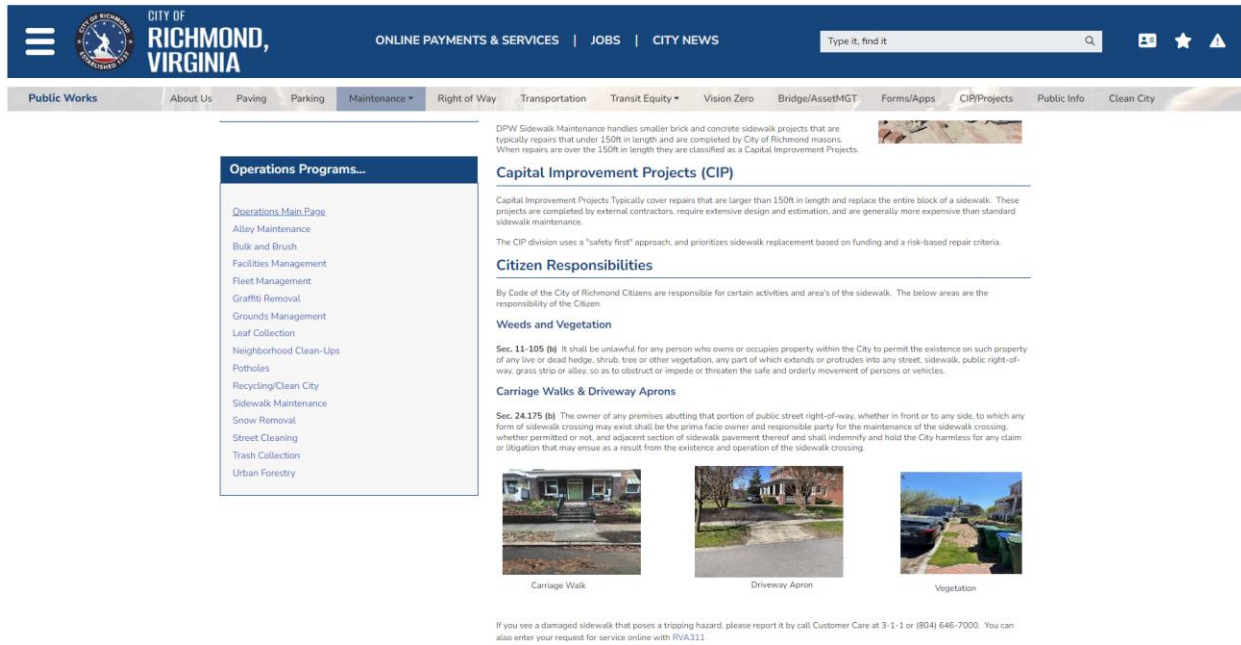 CITY OF
RICHMOND,
VIRGINIA
CITY OF RICHMOND
ESTABLISHED 1737
ONLINE PAYMENTS & SERVICES | JOBS | CITY NEWS
Type it, find it
Public Works
About Us
Paving
Parking
Maintenance
Right of Way
Transportation
Transit Equity
Vision Zero
Bridge/AssetMGT
Forms/Apps
CIP/Projects
Public Info
Clean City
Operations Programs...
Operations Main Page
Alley Maintenance
Bulk and Brush
Facilities Management
Fleet Management
Graffiti Removal
Grounds Management
Leaf Collection
Neighborhood Clean-Ups
Potholes
Recycling/Clean City
Sidewalk Maintenance
Snow Removal
Street Cleaning
Trash Collection
Urban Forestry
DPW Sidewalk Maintenance handles smaller brick and concrete sidewalk projects that are
typically repairs that under 150ft in length and are completed by City of Richmond masons.
When repairs are over the 150ft in length they are classified as a Capital Improvement Projects.
Capital Improvement Projects (CIP)
Capital Improvement Projects Typically cover repairs that are larger than 150ft in length and replace the entire block of a sidewalk. These
projects are completed by external contractors, require extensive design and estimation, and are generally more expensive than standard
sidewalk maintenance.
The CIP division uses a "safety first" approach, and prioritizes sidewalk replacement based on funding and a risk-based repair criteria.
Citizen Responsibilities
By Code of the City of Richmond Citizens are responsible for certain activities and area's of the sidewalk. The below areas are the
responsibility of the Citizen.
Weeds and Vegetation
Sec. 11-105 (b) It shall be unlawful for any person who owns or occupies property within the City to permit the existence on such property
of any live or dead hedge, shrub, tree or other vegetation, any part of which extends or protrudes into any street, sidewalk, public right-of-
way, grass strip or alley, so as to obstruct or impede or threaten the safe and orderly movement of persons or vehicles.
Carriage Walks & Driveway Aprons
Sec. 24.175 (b) The owner of any premises abutting that portion of public street right-of-way, whether in front or to any side, to which any
form of sidewalk crossing may exist shall be the prima facie owner and responsible party for the maintenance of the sidewalk crossing,
whether permitted or not, and adjacent section of sidewalk pavement thereof and shall indemnify and hold the City harmless for any claim
or litigation that may ensue as a result from the existence and operation of the sidewalk crossing.
Carriage Walk
Driveway Apron
Vegetation
If you see a damaged sidewalk that poses a tripping hazard, please report it by call Customer Care at 3-1-1 or (804) 646-7000. You can
also enter your request for service online with RVA311